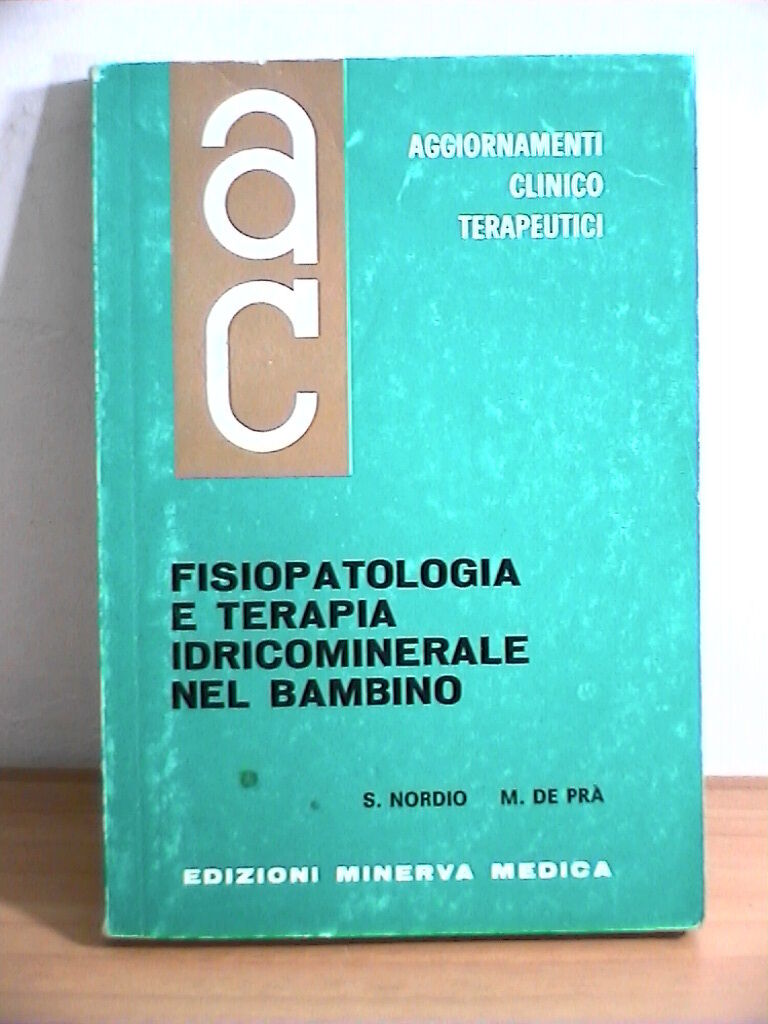 ac
AGGIORNAMENTI
CLINICO
TERAPEUTICI
FISIOPATOLOGIA
E TERAPIA
IDRICOMINERALE
NEL BAMBINO
S. NORDIO M. DE PRÀ
EDIZIONI MINERVA MEDICA